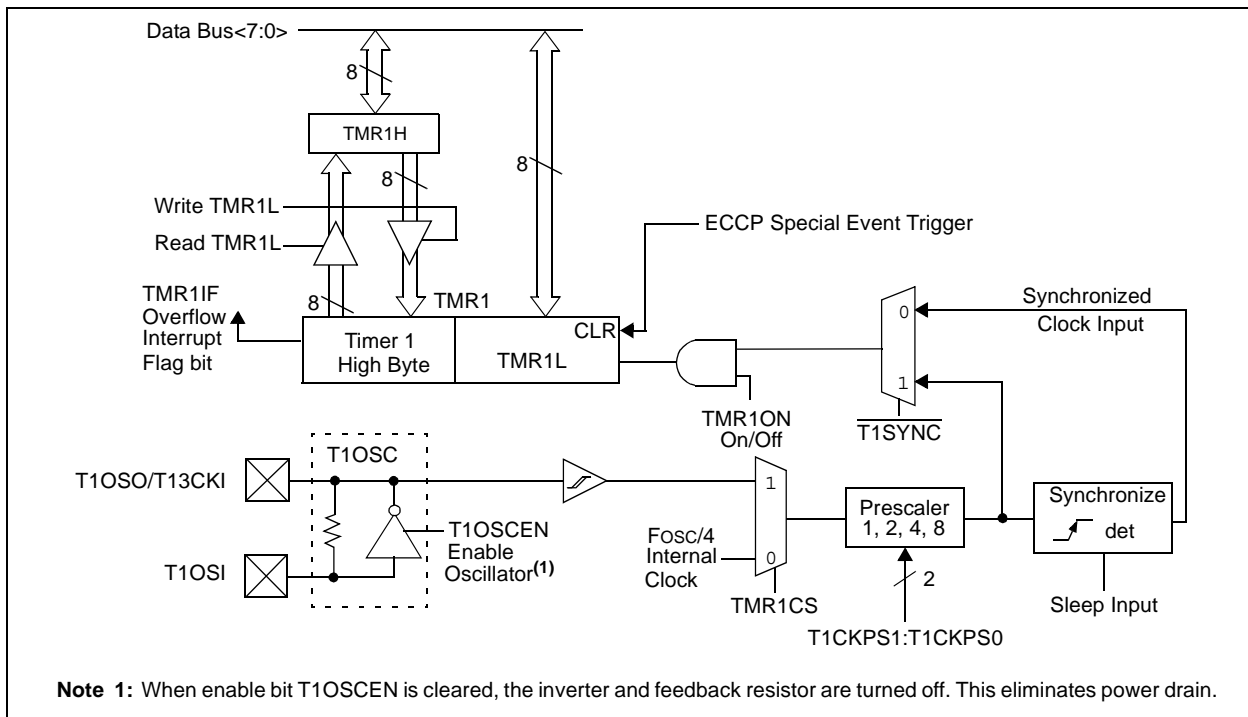 Data Bus<7:0>
8
TMR1H
8
8
Write TMR1L
Read TMR1L
ECCP Special Event Trigger
TMR1IF
Overflow
Interrupt
Flag bit
8
TMR1
CLR
Timer 1
High Byte
TMR1L
0
1
Synchronized
Clock Input
TMR1ON
On/Off
T1SYNC
T1OSC
T1OSO/T13CKI
T1OSI
T1OSCEN
Enable
Oscillator(1)
FOSC/4
Internal
Clock
1
0
TMR1CS
Prescaler
1, 2, 4, 8
2
T1CKPS1:T1CKPS0
Synchronize
det
Sleep Input
Note 1: When enable bit T1OSCEN is cleared, the inverter and feedback resistor are turned off. This eliminates power drain.